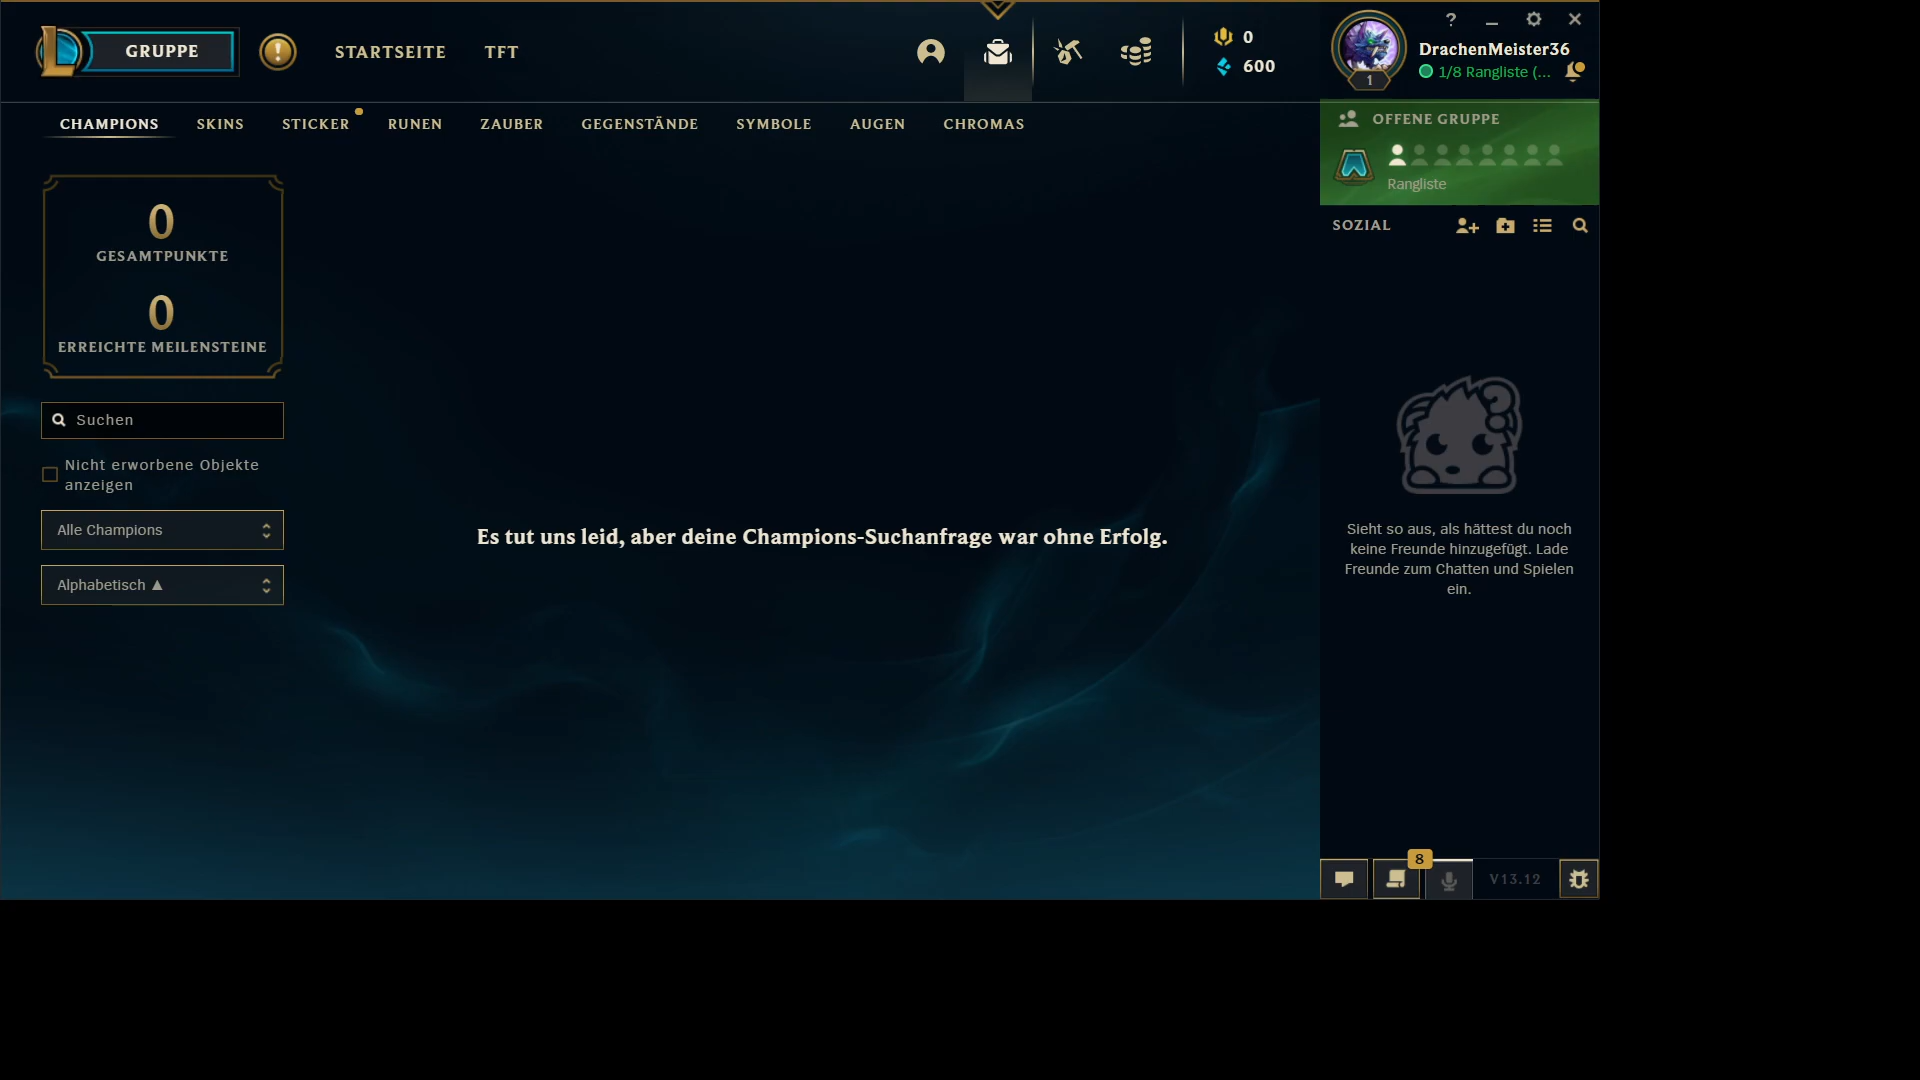 GRUPPE
STARTSEITE
TFT
0
600
?
DrachenMeister36
1/8 Rangliste (...
1
CHAMPIONS
SKINS
STICKER
RUNEN
ZAUBER
GEGENSTÄNDE
SYMBOLE
AUGEN
CHROMAS
OFFENE GRUPPE
Rangliste
SOZIAL
0
GESAMTPUNKTE
0
ERREICHTE MEILENSTEINE
Suchen
Nicht erworbene Objekte
anzeigen
Alle Champions
Alphabetisch ▲
Es tut uns leid, aber deine Champions-Suchanfrage war ohne Erfolg.
Sieht so aus, als hättest du noch
keine Freunde hinzugefügt. Lade
Freunde zum Chatten und Spielen
ein.
8
V13.12